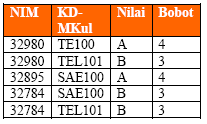 NIM KD-MKul Nilai Bobot
32980 TE100 A 4
32980 TEL101 B 3
32895 SAE100 A 4
32784 SAE100 B 3
32784 TEL101 B 3